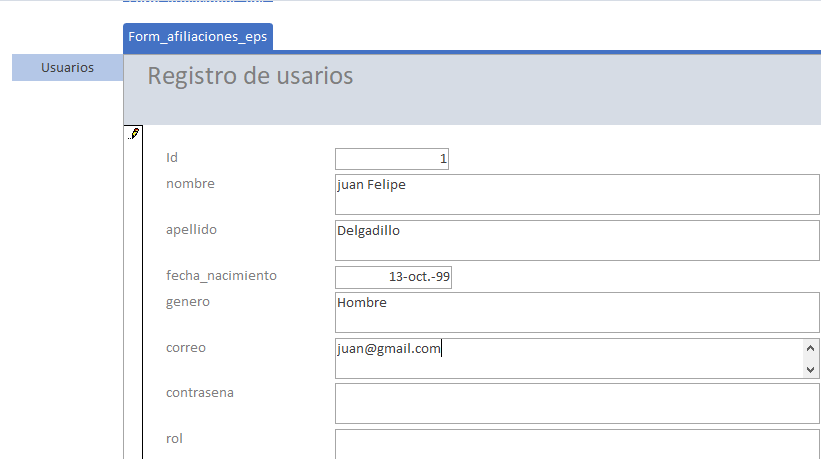 Form_afiliaciones_eps
Usuarios
Registro de usarios
Id 1
nombre juan Felipe
apellido Delgadillo
fecha_nacimiento 13-oct.-99
genero Hombre
correo juan@gmail.com
contrasena
rol